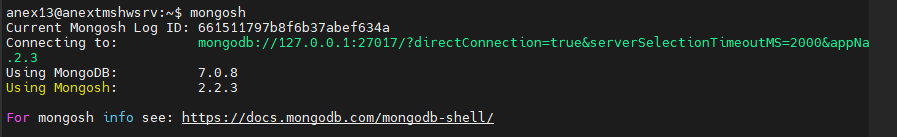 anex13@anextmshwsrv:~$ mongosh
Current Mongosh Log ID: 661511797b8f6b37abef634a
Connecting to:          mongodb://127.0.0.1:27017/?directConnection=true&serverSelectionTimeoutMS=2000&appNa
.2.3
Using MongoDB:          7.0.8
Using Mongosh:          2.2.3
For mongosh info see: https://docs.mongodb.com/mongodb-shell/